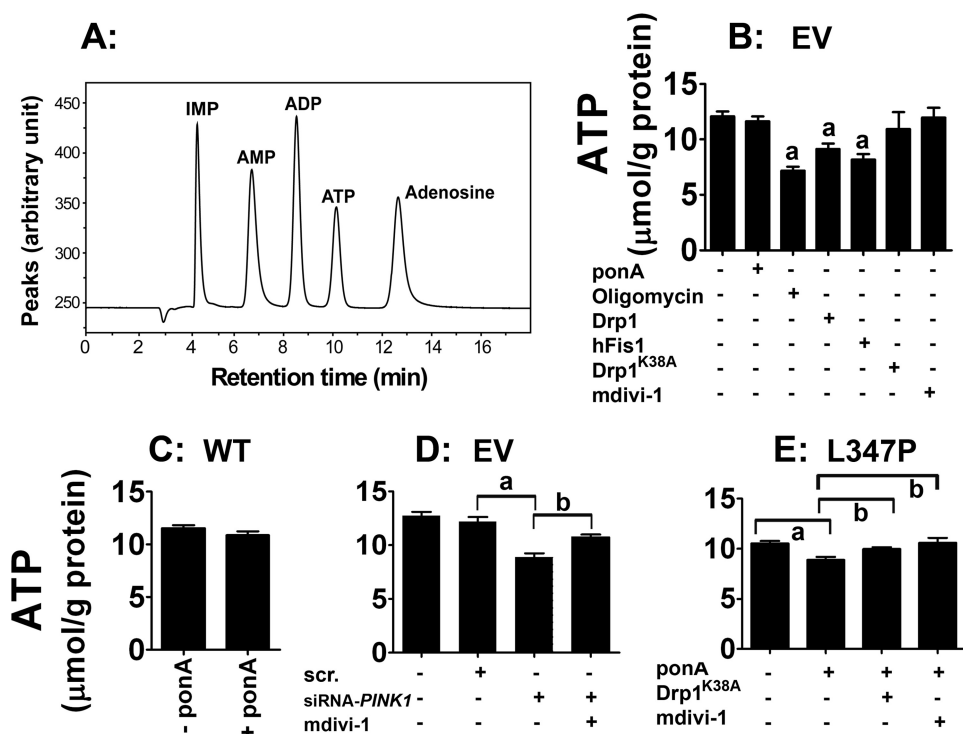 A:
Peaks (arbitrary unit)
450
400
350
300
250
IMP
AMP
ADP
ATP
Adenosine
0 2 4 6 8 10 12 14 16
Retention time (min)
B: EV
ATP
(μmol/g protein)
15
10
5
0
a a a
ponA - + - - - - -
Oligomycin - - + - - - -
Drp1 - - - + - - -
hFis1 - - - - + - -
Drp1K38A - - - - - + -
mdivi-1 - - - - - - +
C: WT
ATP
(μmol/g protein)
15
10
5
0
- ponA
+ ponA
D: EV
15
10
5
0
a
b
scr. - + - -
siRNA-PINK1 - - + +
mdivi-1 - - - +
E: L347P
15
10
5
0
b
b
a
ponA - + + +
Drp1K38A - - + -
mdivi-1 - - - +